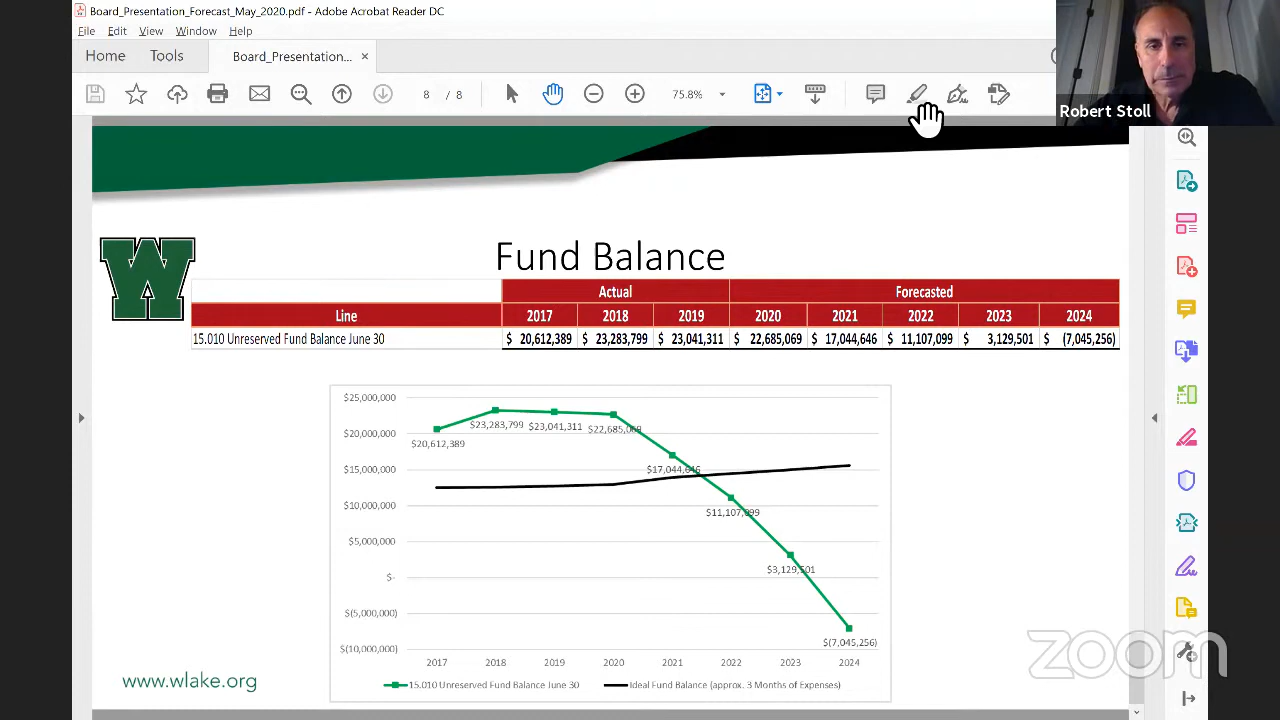 Board_Presentation_Forecast_May_2020.pdf - Adobe Acrobat Reader DC
File Edit View Window Help
Home Tools Board_Presentation... ×
8 / 8 75.8%
Robert Stoll
W
Fund Balance
Actual Forecasted
Line 2017 2018 2019 2020 2021 2022 2023 2024
15.010 Unreserved Fund Balance June 30 $ 20,612,389 $ 23,283,799 $ 23,041,311 $ 22,685,069 $ 17,044,646 $ 11,107,099 $ 3,129,501 $ (7,045,256)
$25,000,000
$20,000,000
$15,000,000
$10,000,000
$5,000,000
$-
$(5,000,000)
$(10,000,000)
$20,612,389
$23,283,799
$23,041,311
$22,685,069
$17,044,646
$11,107,099
$3,129,501
$(7,045,256)
2017 2018 2019 2020 2021 2022 2023 2024
15.010 Unreserved Fund Balance June 30 Ideal Fund Balance (approx. 3 Months of Expenses)
www.wlake.org
zoom